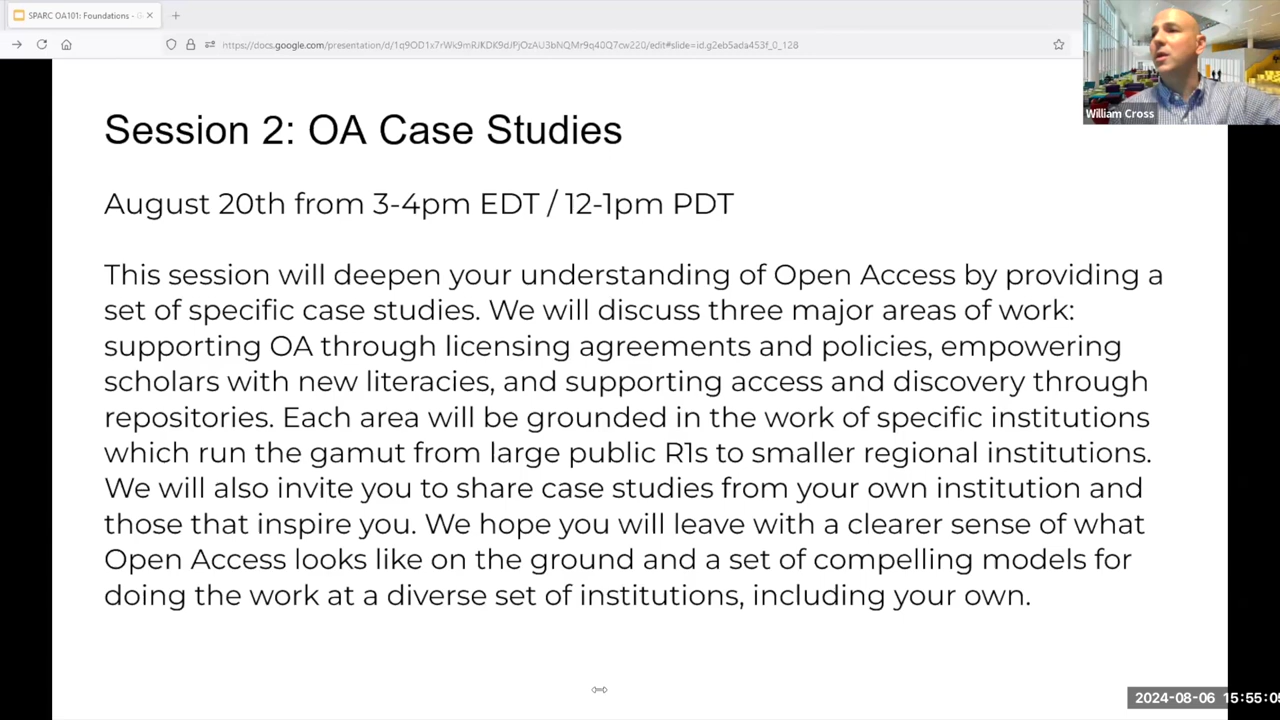 SPARC OA101: Foundations -
William Cross
Session 2: OA Case Studies
August 20th from 3-4pm EDT / 12-1pm PDT
This session will deepen your understanding of Open Access by providing a
set of specific case studies. We will discuss three major areas of work:
supporting OA through licensing agreements and policies, empowering
scholars with new literacies, and supporting access and discovery through
repositories. Each area will be grounded in the work of specific institutions
which run the gamut from large public R1s to smaller regional institutions.
We will also invite you to share case studies from your own institution and
those that inspire you. We hope you will leave with a clearer sense of what
Open Access looks like on the ground and a set of compelling models for
doing the work at a diverse set of institutions, including your own.
2024-08-06 15:55:05